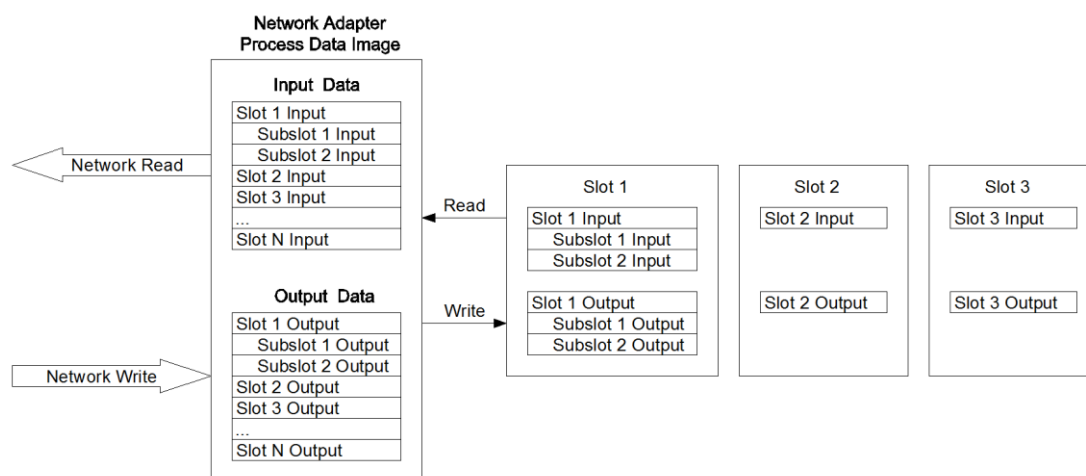 Network Adapter
Process Data Image
Input Data
Slot 1 Input
Subslot 1 Input
Subslot 2 Input
Slot 2 Input
Slot 3 Input
...
Slot N Input
Network Read
Output Data
Slot 1 Output
Subslot 1 Output
Subslot 2 Output
Slot 2 Output
Slot 3 Output
...
Slot N Output
Network Write
Read
Write
Slot 1
Slot 1 Input
Subslot 1 Input
Subslot 2 Input
Slot 1 Output
Subslot 1 Output
Subslot 2 Output
Slot 2
Slot 2 Input
Slot 2 Output
Slot 3
Slot 3 Input
Slot 3 Output